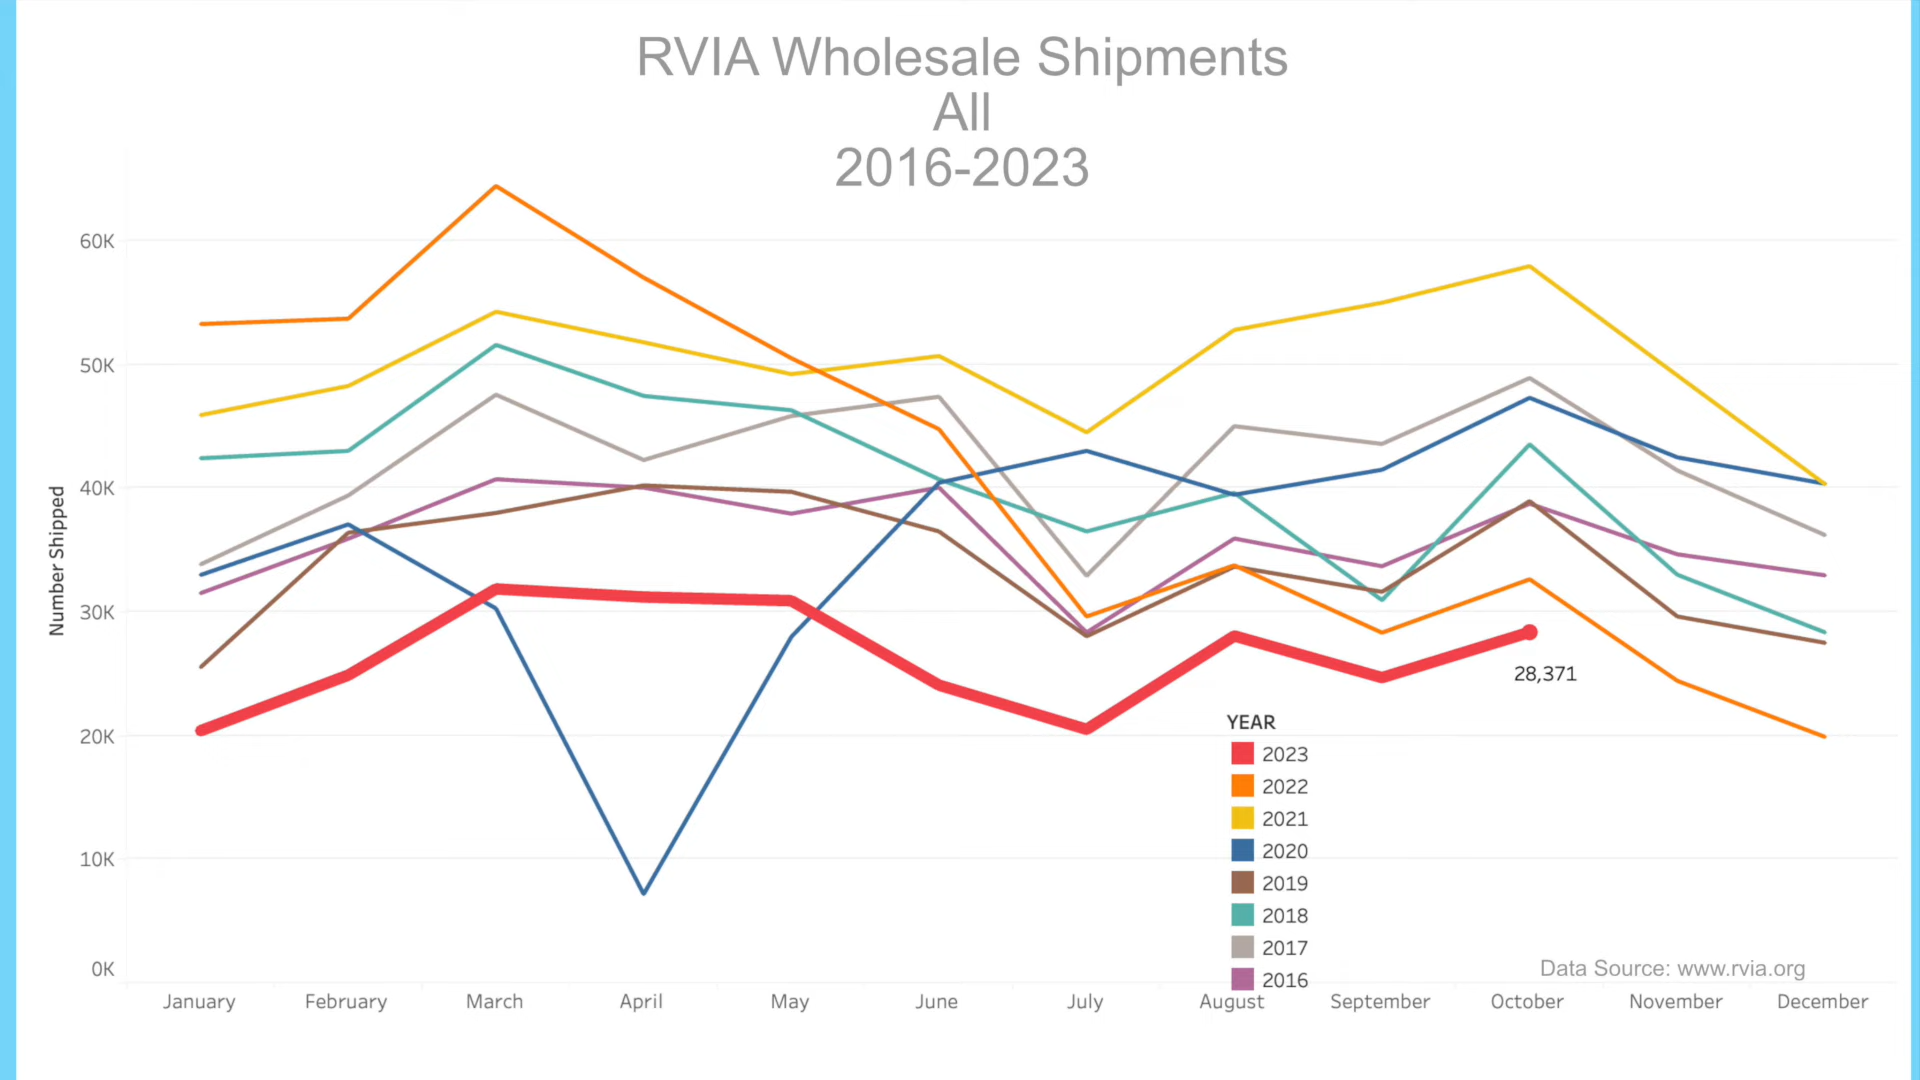 RVIA Wholesale Shipments
All
2016-2023
60K
50K
40K
30K
20K
10K
0K
Number Shipped
28,371
YEAR
2023
2022
2021
2020
2019
2018
2017
2016
Data Source: www.rvia.org
January February March April May June July August September October November December